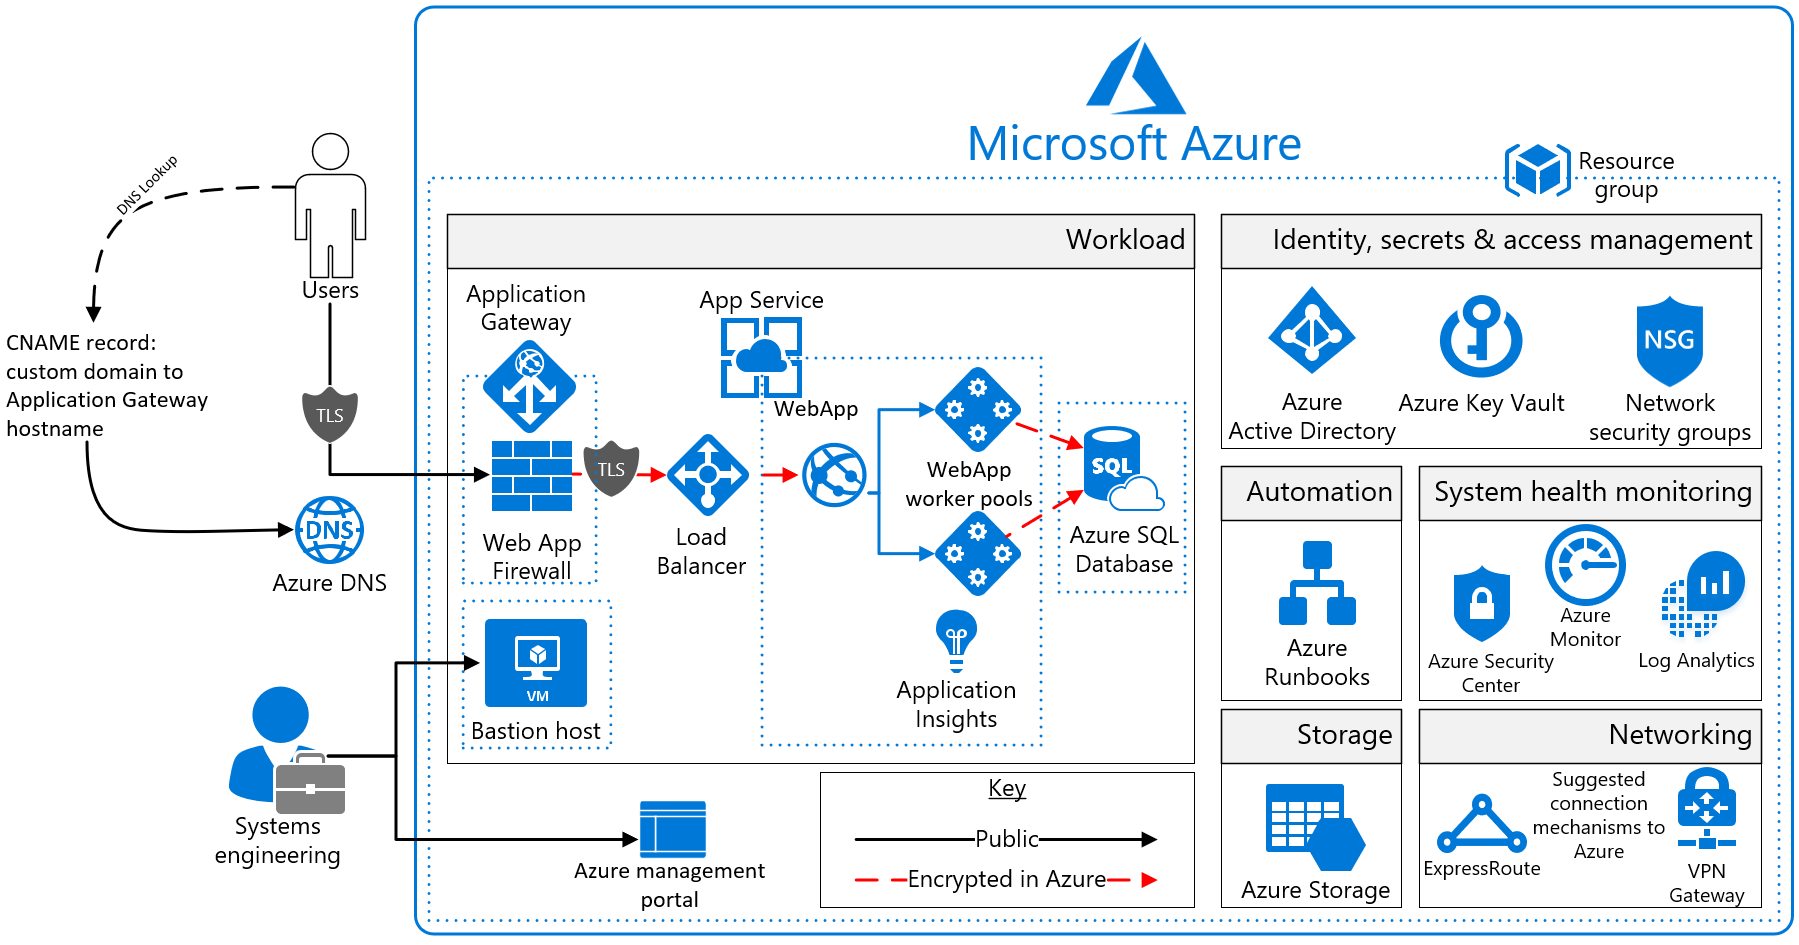 Microsoft Azure
Resource
group
DNS Lookup
Users
CNAME record:
custom domain to
Application Gateway
hostname
TLS
DNS
Azure DNS
Systems
engineering
Workload
Application
Gateway
Web App
Firewall
TLS
Load
Balancer
App Service
WebApp
WebApp
worker pools
SQL
Azure SQL
Database
Application
Insights
VM
Bastion host
Azure management
portal
Key
Public
Encrypted in Azure
Identity, secrets & access management
Azure
Active Directory
Azure Key Vault
NSG
Network
security groups
Automation
Azure
Runbooks
System health monitoring
Azure Security
Center
Azure
Monitor
Log Analytics
Storage
Azure Storage
Networking
ExpressRoute
Suggested
connection
mechanisms to
Azure
VPN
Gateway